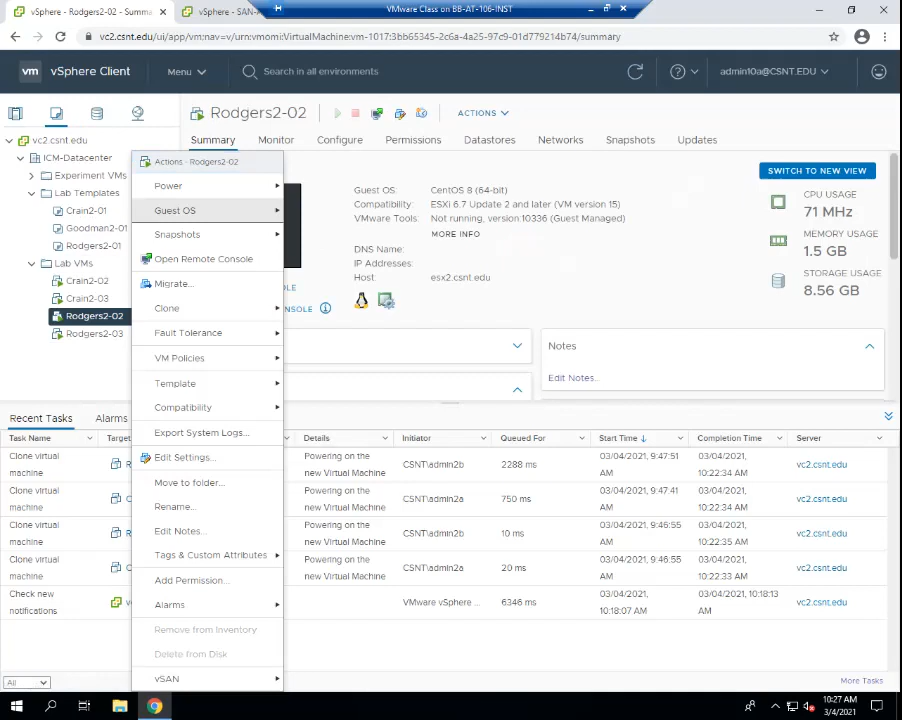 VMware Class on BB-AT-106-INST
vSphere - Rodgers2-02 - Summa
vSphere - SAN-A
vc2.csnt.edu/ui/app/vm;nav=v/urn:vmomi:VirtualMachine:vm-1017:3bb65345-2c6a-4a25-97c9-01d779214b74/summary
vm vSphere Client
Menu
Search in all environments
admin10a@CSNT.EDU
Rodgers2-02
ACTIONS
Summary
Monitor
Configure
Permissions
Datastores
Networks
Snapshots
Updates
vc2.csnt.edu
ICM-Datacenter
Experiment VMs
Lab Templates
Crain2-01
Goodman2-01
Rodgers2-01
Lab VMs
Crain2-02
Crain2-03
Rodgers2-02
Rodgers2-03
Actions - Rodgers2-02
Power
Guest OS
Snapshots
Open Remote Console
Migrate...
Clone
Fault Tolerance
VM Policies
Template
Compatibility
Export System Logs...
Edit Settings...
Move to folder...
Rename...
Edit Notes...
Tags & Custom Attributes
Add Permission...
Alarms
Remove from Inventory
Delete from Disk
vSAN
SWITCH TO NEW VIEW
Guest OS: CentOS 8 (64-bit)
Compatibility: ESXi 6.7 Update 2 and later (VM version 15)
VMware Tools: Not running, version:10336 (Guest Managed)
MORE INFO
DNS Name:
IP Addresses:
Host: esx2.csnt.edu
OLE
NSOLE
CPU USAGE
71 MHz
MEMORY USAGE
1.5 GB
STORAGE USAGE
8.56 GB
Notes
Edit Notes...
Recent Tasks
Alarms
Task Name
Target
Details
Initiator
Queued For
Start Time
Completion Time
Server
Clone virtual machine R Powering on the new Virtual Machine CSNT\admin2b 2288 ms 03/04/2021, 9:47:51 AM 03/04/2021, 10:22:34 AM vc2.csnt.edu
Clone virtual machine C Powering on the new Virtual Machine CSNT\admin2a 750 ms 03/04/2021, 9:47:41 AM 03/04/2021, 10:22:34 AM vc2.csnt.edu
Clone virtual machine R Powering on the new Virtual Machine CSNT\admin2b 10 ms 03/04/2021, 9:46:55 AM 03/04/2021, 10:22:35 AM vc2.csnt.edu
Clone virtual machine C Powering on the new Virtual Machine CSNT\admin2a 20 ms 03/04/2021, 9:46:55 AM 03/04/2021, 10:22:33 AM vc2.csnt.edu
Check new notifications v VMware vSphere ... 6346 ms 03/04/2021, 10:18:07 AM 03/04/2021, 10:18:13 AM vc2.csnt.edu
All
More Tasks
10:27 AM
3/4/2021